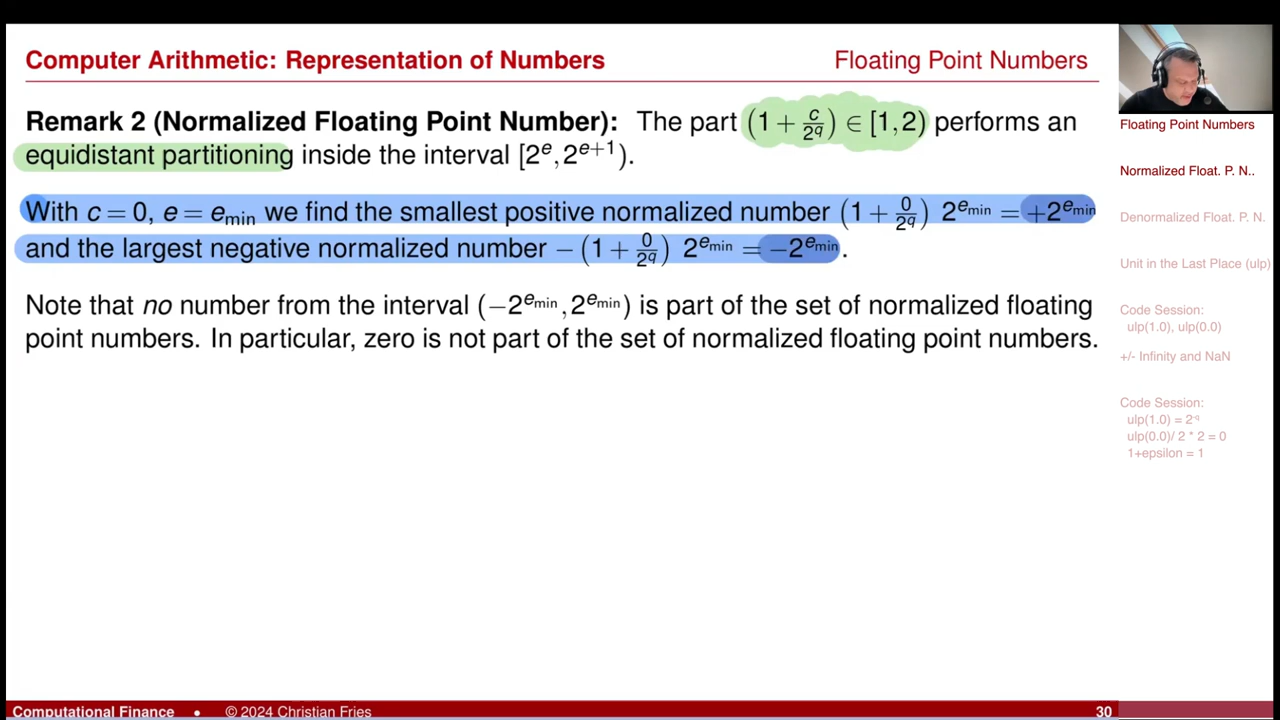 Computer Arithmetic: Representation of Numbers
Floating Point Numbers
Remark 2 (Normalized Floating Point Number): The part (1 + c/2^q) ∈ [1,2) performs an
equidistant partitioning inside the interval [2^e, 2^{e+1}).
With c = 0, e = e_min we find the smallest positive normalized number (1 + 0/2^q) 2^{e_min} = +2^{e_min}
and the largest negative normalized number − (1 + 0/2^q) 2^{e_min} = −2^{e_min}.
Note that no number from the interval (−2^{e_min}, 2^{e_min}) is part of the set of normalized floating
point numbers. In particular, zero is not part of the set of normalized floating point numbers.
Floating Point Numbers
Normalized Float. P. N..
Denormalized Float. P. N.
Unit in the Last Place (ulp)
Code Session:
ulp(1.0), ulp(0.0)
+/- Infinity and NaN
Code Session:
ulp(1.0) = 2^-q
ulp(0.0)/ 2 * 2 = 0
1+epsilon = 1
Computational Finance • © 2024 Christian Fries
30